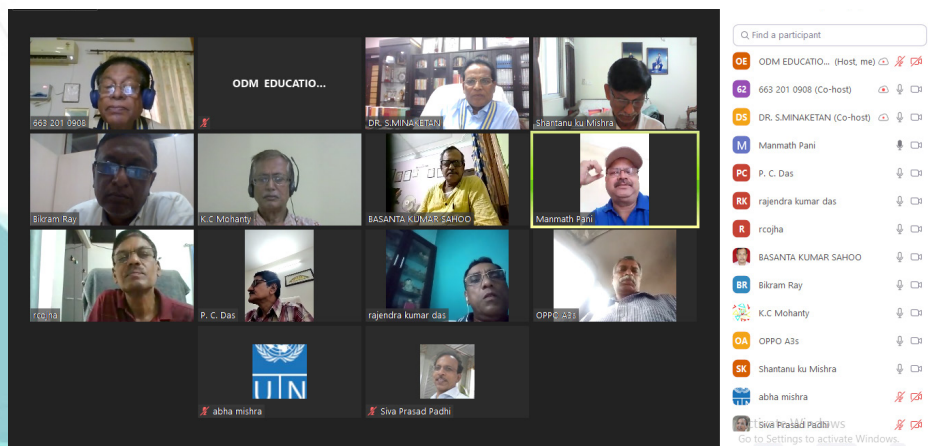 663 201 0908
ODM EDUCATIO...
DR. S.MINAKETAN
Shantanu ku Mishra
Bikram Ray
K.C Mohanty
BASANTA KUMAR SAHOO
Manmath Pani
rcojha
P. C. Das
rajendra kumar das
OPPO A3s
UN
abha mishra
Siva Prasad Padhi
Find a participant
OE ODM EDUCATIO... (Host, me)
62 663 201 0908 (Co-host)
DS DR. S.MINAKETAN (Co-host)
M Manmath Pani
PC P. C. Das
RK rajendra kumar das
R rcojha
BASANTA KUMAR SAHOO
BR Bikram Ray
K.C Mohanty
OA OPPO A3s
SK Shantanu ku Mishra
abha mishra
Siva Prasad Padhi
Activate Windows
Go to Settings to activate Windows.